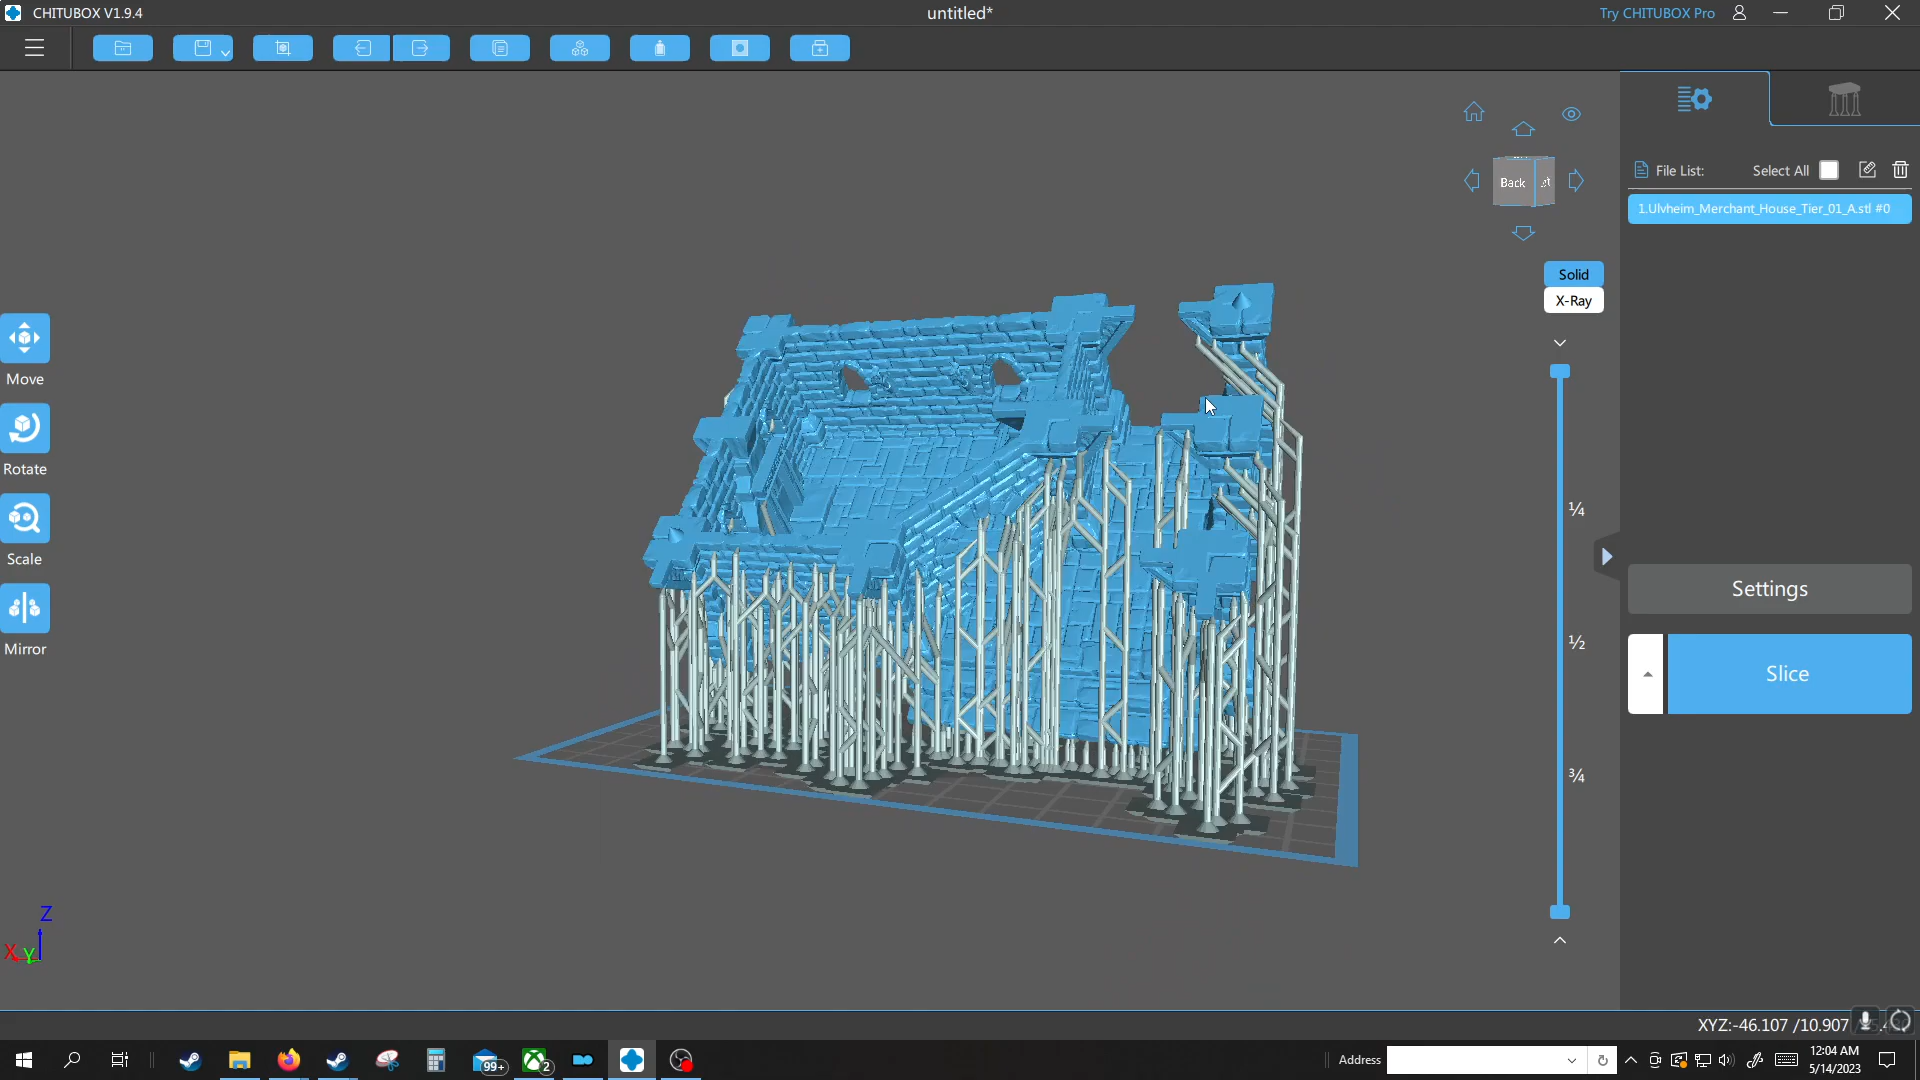 CHITUBOX V1.9.4
untitled*
Try CHITUBOX Pro
File List:
Select All
1.Ulvheim_Merchant_House_Tier_01_A.stl #0
Back
Solid
X-Ray
Move
Rotate
Scale
Mirror
¼
½
¾
Settings
Slice
Z
X
Y
XYZ:-46.107 /10.907
99+
2
Address
12:04 AM
5/14/2023